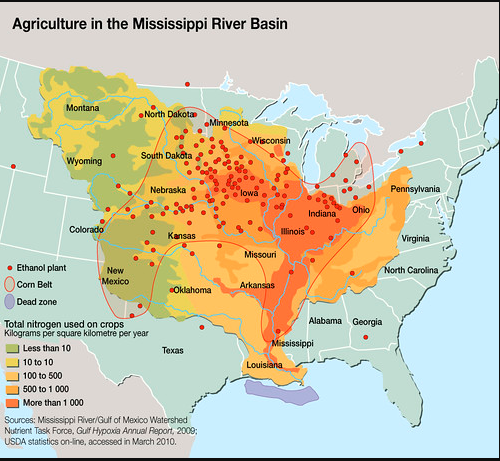 Agriculture in the Mississippi River Basin
Montana
North Dakota
Minnesota
Wisconsin
Wyoming
South Dakota
Pennsylvania
Nebraska
Iowa
Indiana
Ohio
Colorado
Illinois
Virginia
Kansas
Missouri
North Carolina
Ethanol plant
New
Mexico
Corn Belt
Oklahoma
Arkansas
Dead zone
Alabama
Georgia
Total nitrogen used on crops
Kilograms per square kilometre per year
Mississippi
Texas
Less than 10
10 to 10
Louisiana
100 to 500
500 to 1 000
More than 1 000
Sources: Mississippi River/Gulf of Mexico Watershed
Nutrient Task Force, Gulf Hypoxia Annual Report, 2009;
USDA statistics on-line, accessed in March 2010.